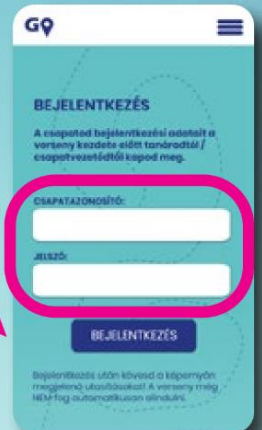 GO
BEJELENTKEZÉS
A csapatod bejelentkezési adatait a
verseny kezdete előtt tanáradtól /
csapatvezetődtől kapod meg.
CSAPATAZONOSÍTÓ:
JELSZÓ:
BEJELENTKEZÉS
Bejelentkezés után kövesd a képernyőn
megjelenő utasításokat! A verseny még
NEM fog automatikusan elindulni.